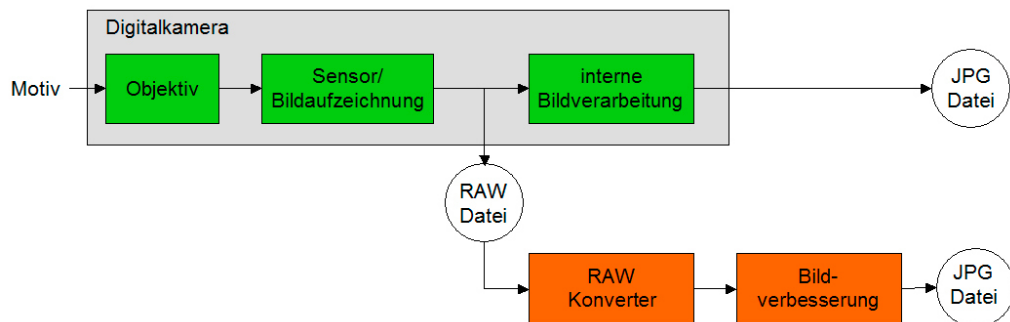 Digitalkamera
Motiv
Objektiv
Sensor/
Bildaufzeichnung
interne
Bildverarbeitung
JPG
Datei
RAW
Datei
RAW
Konverter
Bild-
verbesserung
JPG
Datei